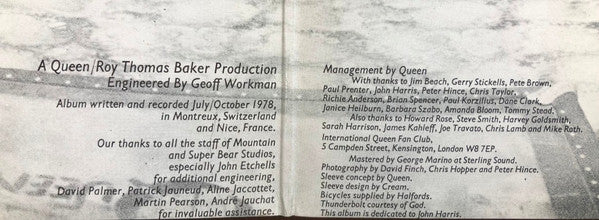 A Queen/Roy Thomas Baker Production
Engineered By Geoff Workman
Album written and recorded July/October 1978,
in Montreux, Switzerland
and Nice, France.
Our thanks to all the staff of Mountain
and Super Bear Studios,
especially John Etchells
for additional engineering,
David Palmer, Patrick Jauneud, Aline Jaccottet,
Martin Pearson, André Jauchat
for invaluable assistance.
Management by Queen
With thanks to Jim Beach, Gerry Stickells, Pete Brown,
Paul Prenter, John Harris, Peter Hince, Chris Taylor,
Richie Anderson, Brian Spencer, Paul Korzilius, Dane Clark,
Janice Heilburn, Barbara Szabo, Amanda Bloom, Tommy Stead.
Also thanks to Howard Rose, Steve Smith, Harvey Goldsmith,
Sarah Harrison, James Kahleff, Joe Travato, Chris Lamb and Mike Roth.
International Queen Fan Club,
5 Campden Street, Kensington, London W8 7EP.
Mastered by George Marino at Sterling Sound.
Photography by David Finch, Chris Hopper and Peter Hince.
Sleeve concept by Queen.
Sleeve design by Cream.
Bicycles supplied by Halfords.
Thunderbolt courtesy of God.
This album is dedicated to John Harris.